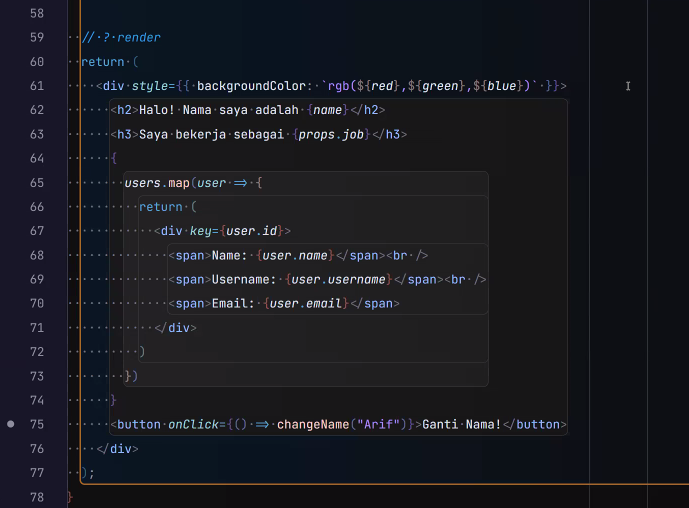 58
59 // ? render
60 return (
61 <div style={{ backgroundColor: `rgb(${red},${green},${blue})` }}>
62 <h2>Halo! Nama saya adalah {name}</h2>
63 <h3>Saya bekerja sebagai {props.job}</h3>
64 {
65 users.map(user => {
66 return (
67 <div key={user.id}>
68 <span>Name: {user.name}</span><br />
69 <span>Username: {user.username}</span><br />
70 <span>Email: {user.email}</span>
71 </div>
72 )
73 })
74 }
75 <button onClick={() => changeName("Arif")}>Ganti Nama!</button>
76 </div>
77 );
78 }